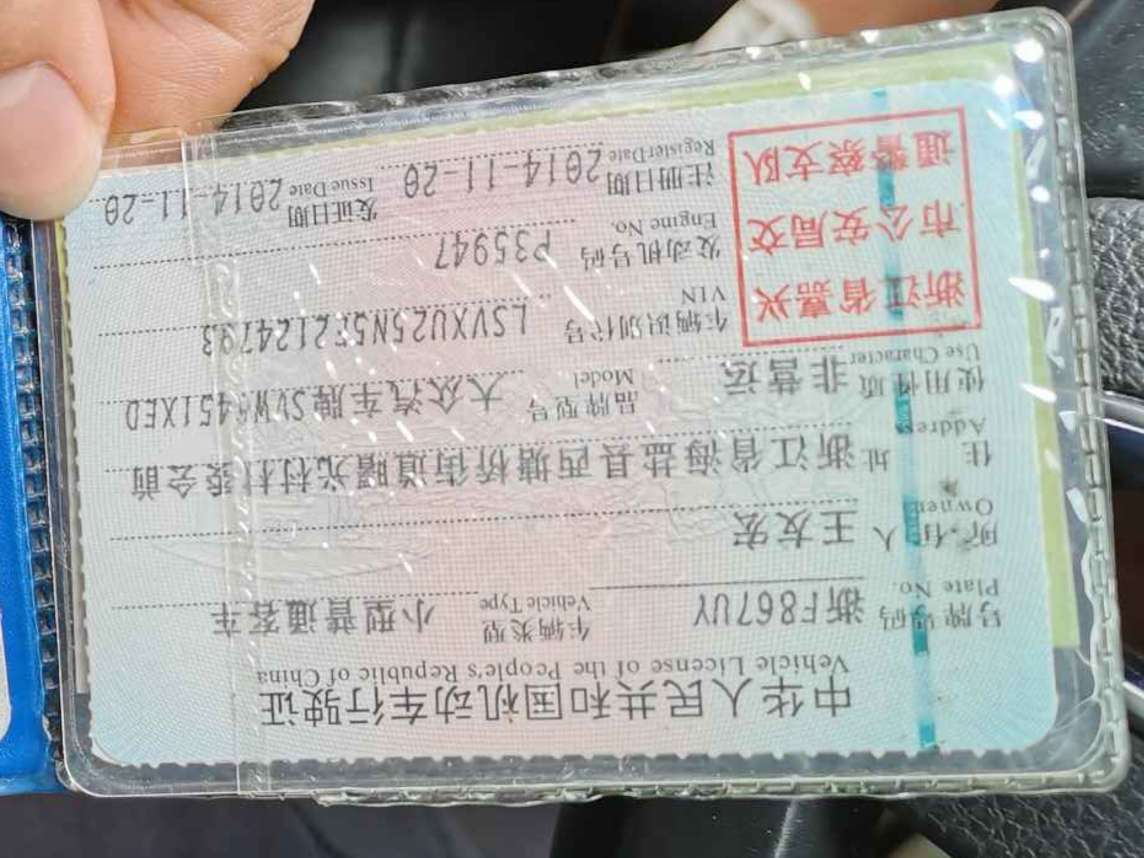 中华人民共和国机动车行驶证
Vehicle License of the People's Republic of China
号牌号码 浙F867UY 车辆类型 小型普通客车
Plate No. Vehicle Type
所有人 王友宏
Owner
住址 浙江省海盐县西塘桥街道曙光村村委会前
Address
使用性质 非营运 品牌型号 大众汽车牌SVW6451XED
Use Character Model
浙江省嘉兴
市公安局交
通警察支队
车辆识别代号 LSVXU25N5E2124793
VIN
发动机号码 P35947
Engine No.
注册日期 2014-11-20 发证日期 2014-11-20
Register Date Issue Date